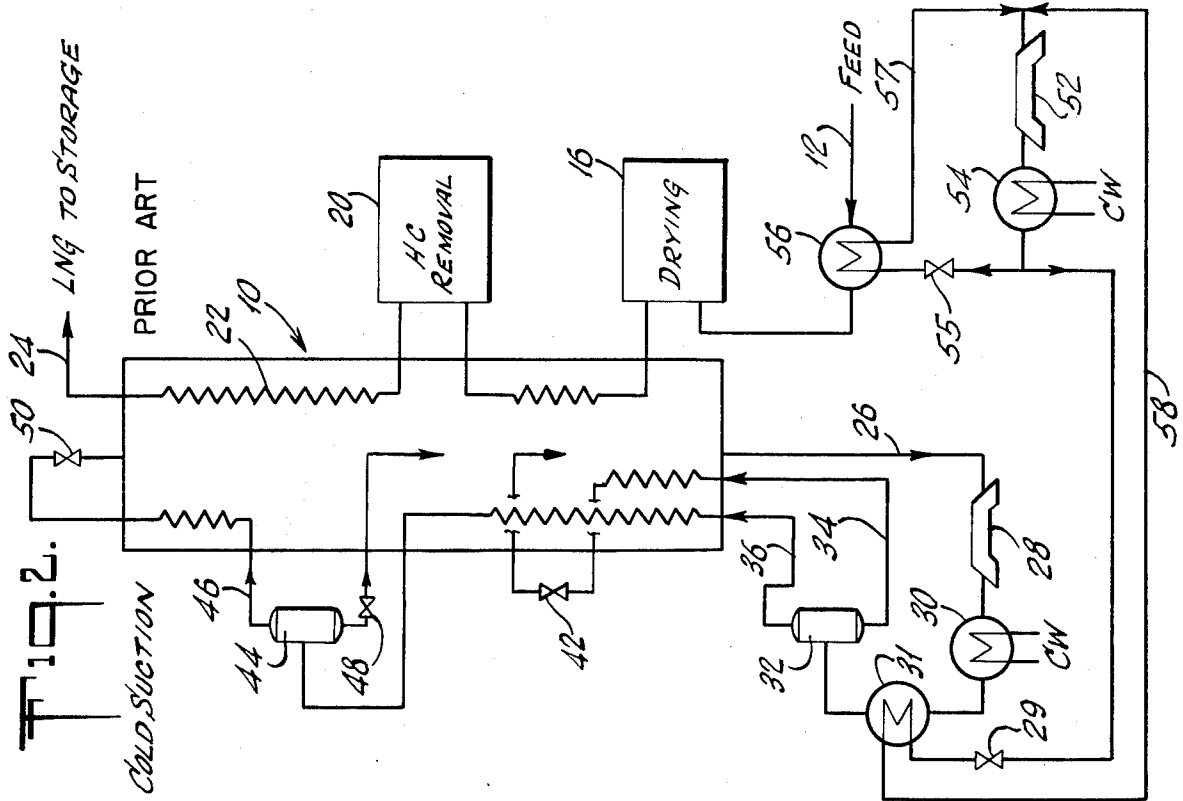 Fig. 2.
COLD SUCTION
PRIOR ART
24
LNG TO STORAGE
50
22
10
20
HC
REMOVAL
16
DRYING
12
FEED
56
57
55
54
CW
52
58
46
44
48
42
36
34
32
31
30
CW
29
28
26